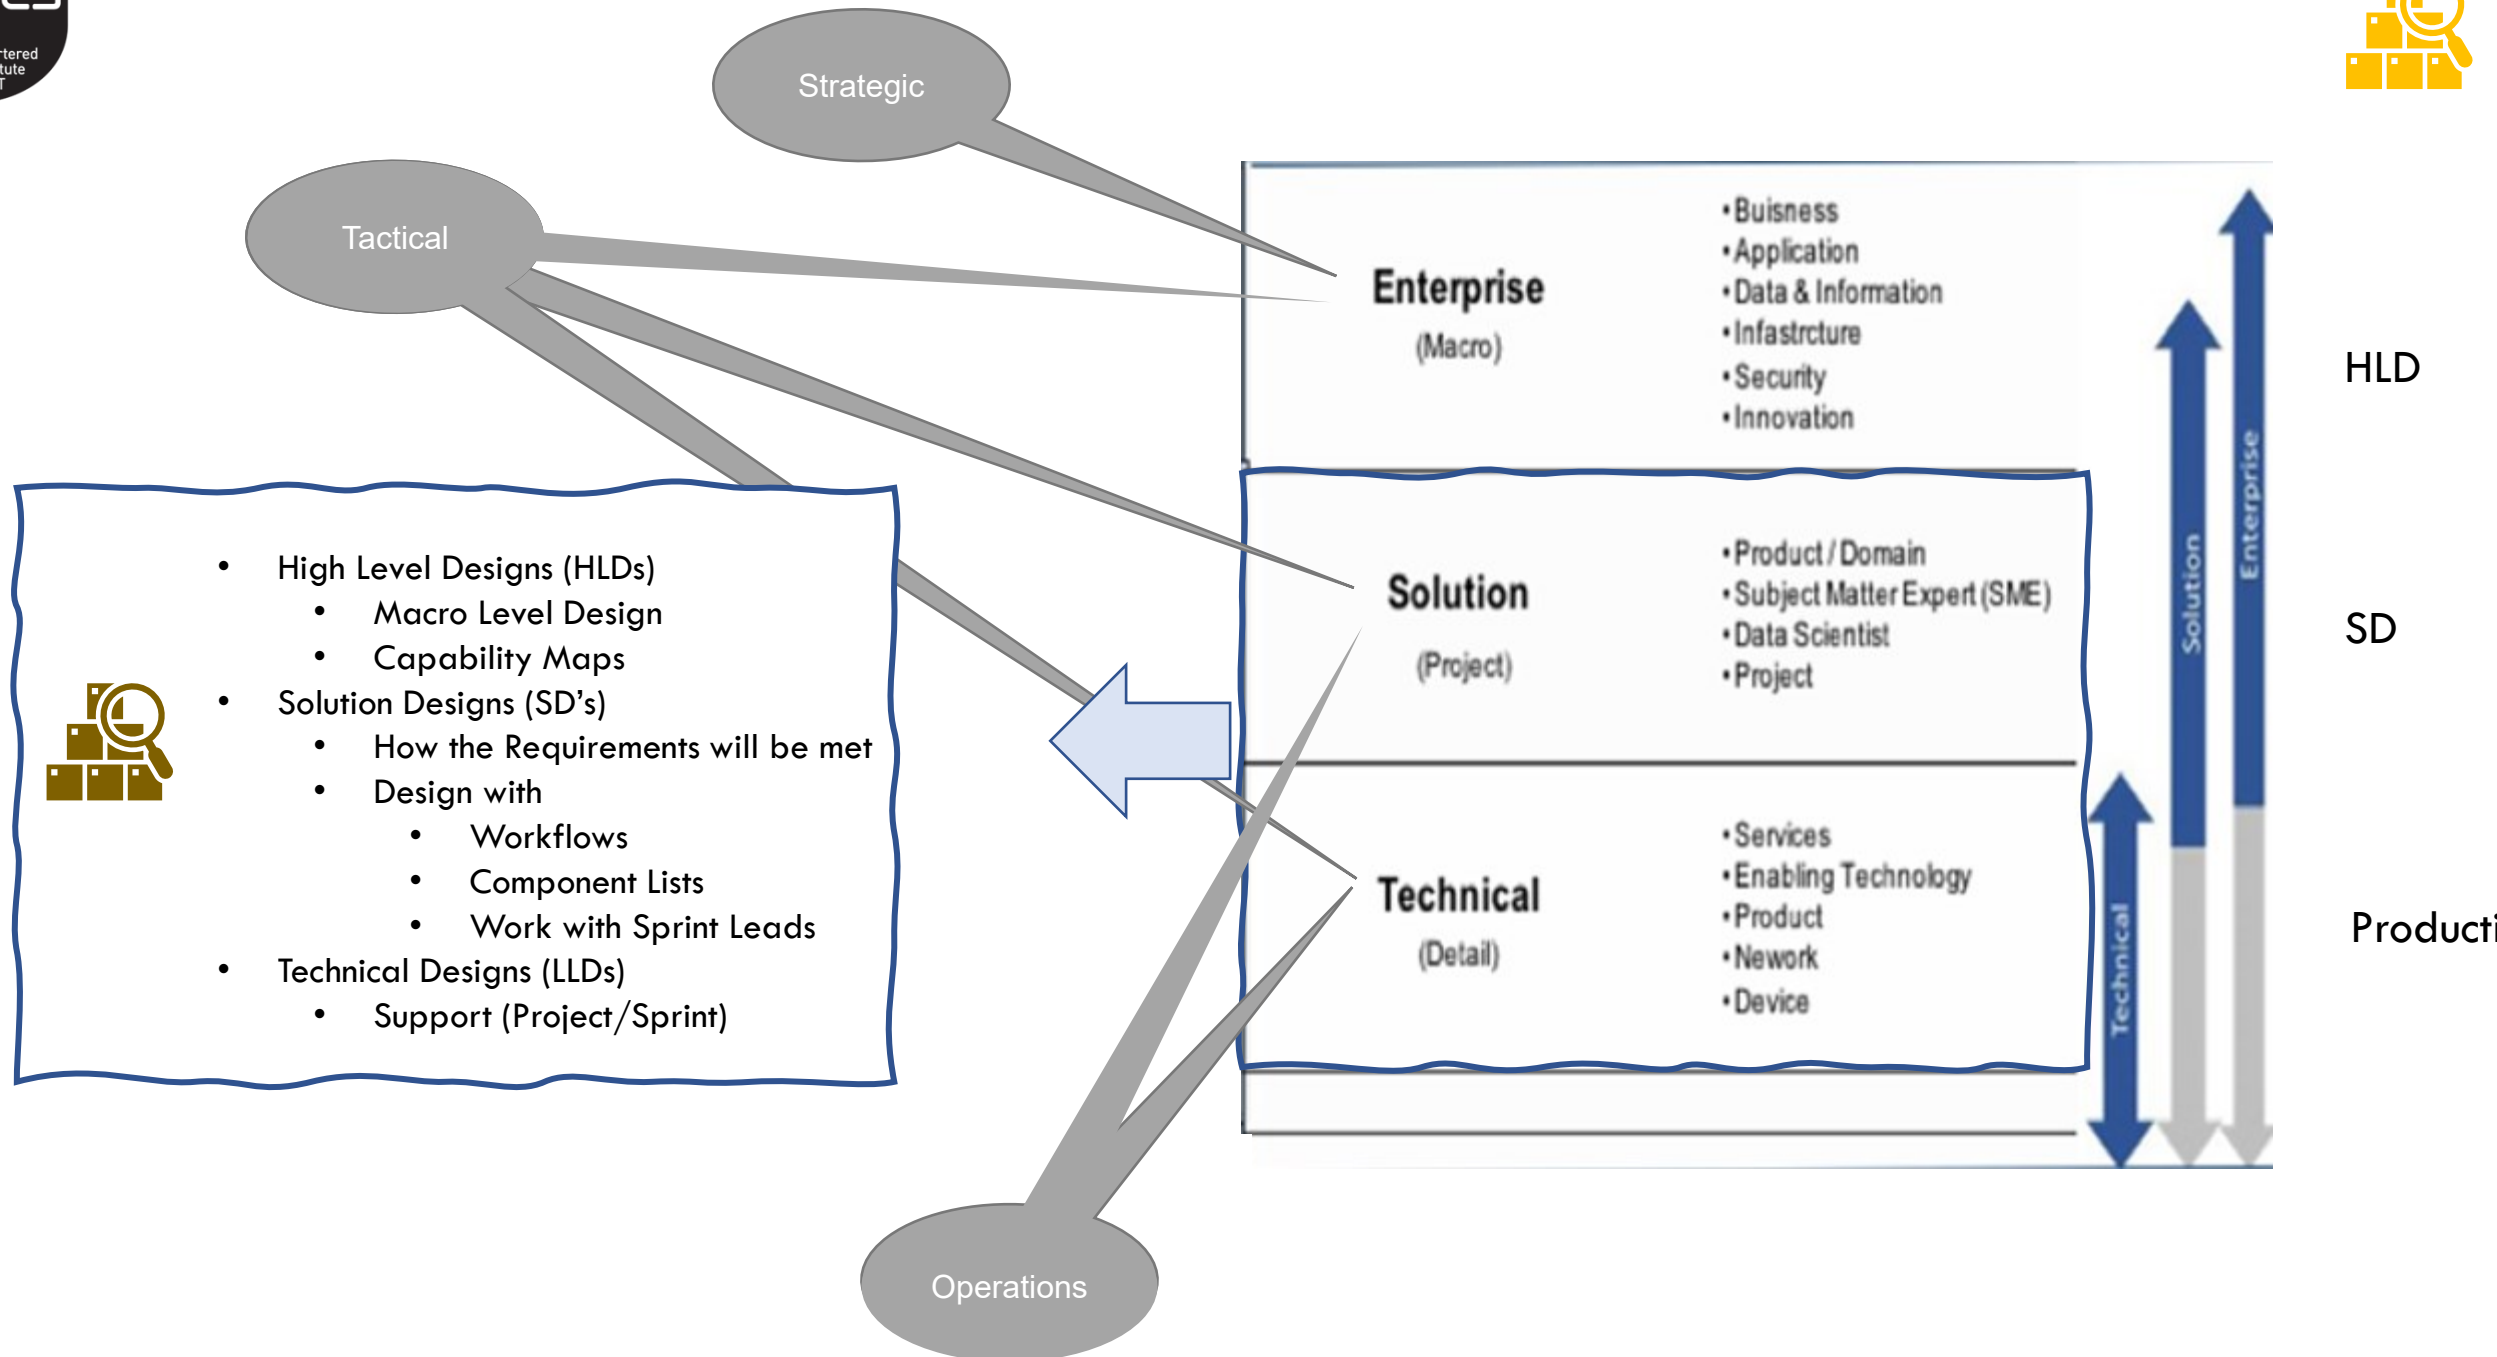 Strategic
Tactical
Enterprise
(Macro)
•Buisness
•Application
•Data & Information
•Infastrcture
•Security
•Innovation
HLD
• High Level Designs (HLDs)
• Macro Level Design
• Capability Maps
• Solution Designs (SD’s)
• How the Requirements will be met
• Design with
• Workflows
• Component Lists
• Work with Sprint Leads
• Technical Designs (LLDs)
• Support (Project/Sprint)
Solution
(Project)
•Product / Domain
•Subject Matter Expert (SME)
•Data Scientist
•Project
SD
Technical
(Detail)
•Services
•Enabling Technology
•Product
•Nework
•Device
Technical
Solution
Enterprise
Operations